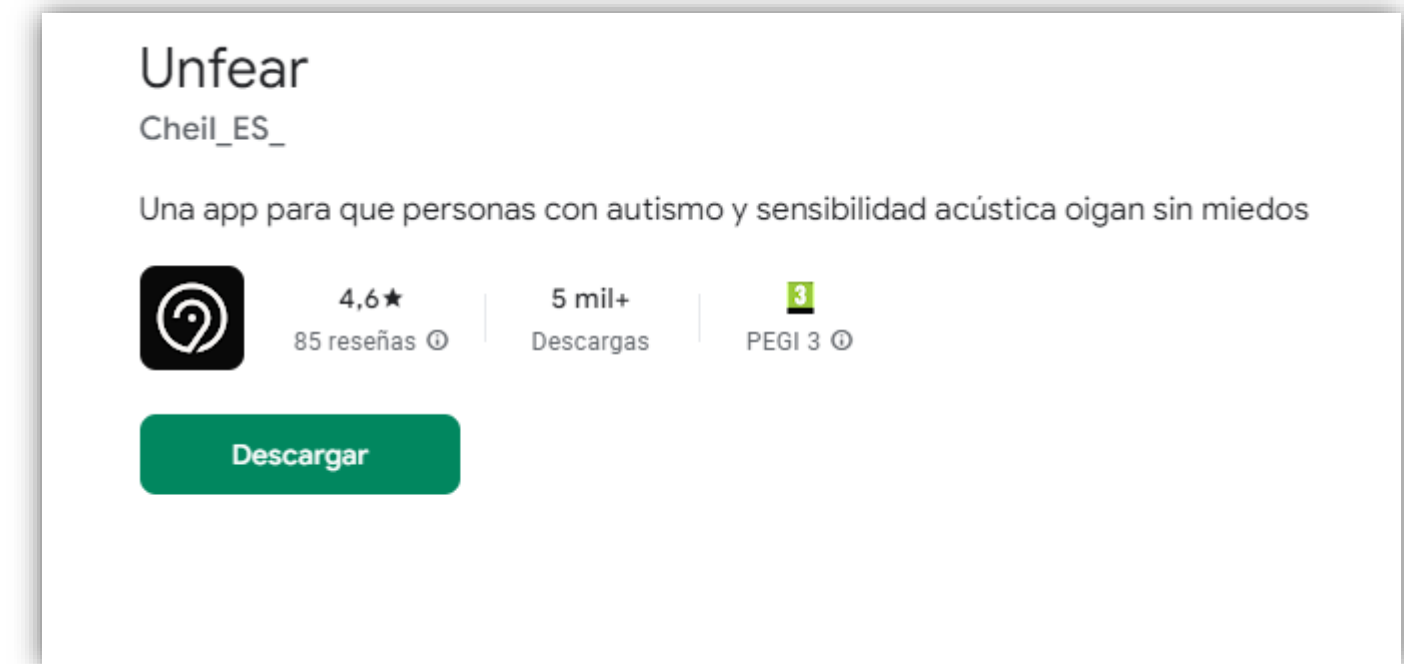 Unfear
Cheil_ES_
Una app para que personas con autismo y sensibilidad acústica oigan sin miedos
4,6★ 5 mil+ 3
85 reseñas Descargas PEGI 3
Descargar